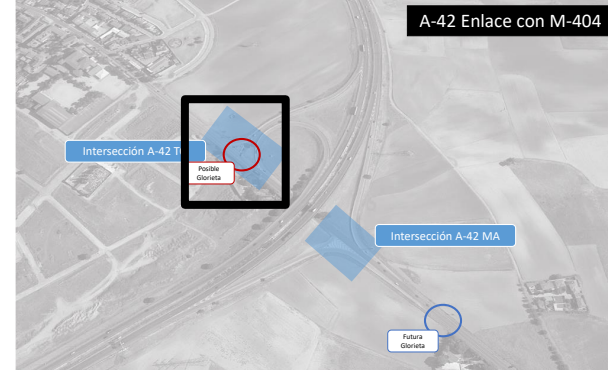 A-42 Enlace con M-404
Intersección A-42 T
Posible
Glorieta
Intersección A-42 MA
Futura
Glorieta